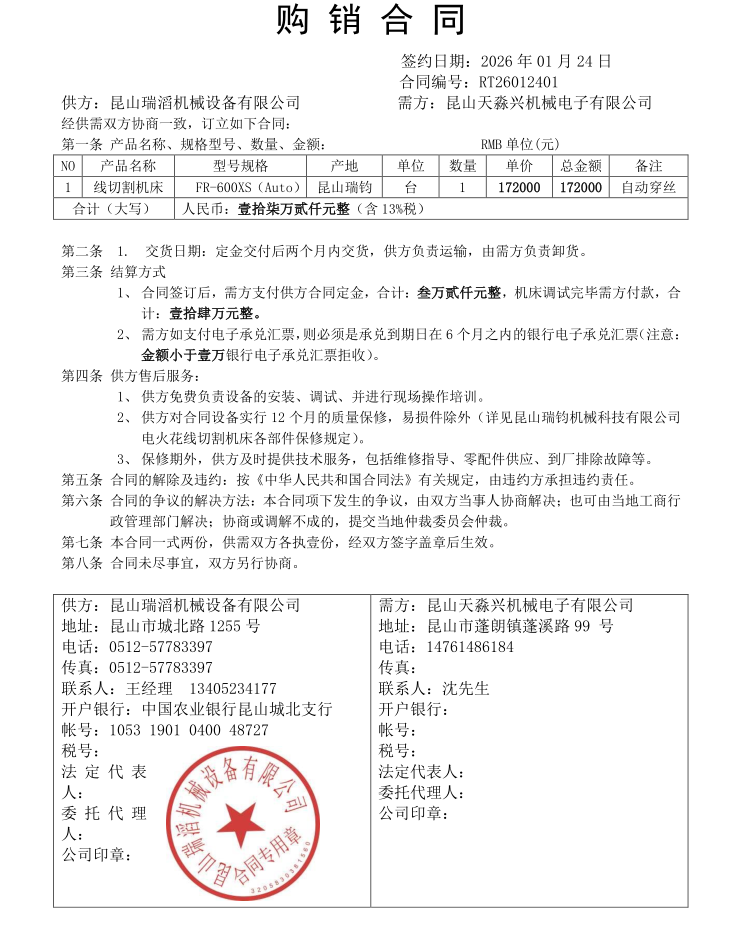 购 销 合 同
签约日期：2026 年 01 月 24 日
合同编号：RT26012401
供方：昆山瑞滔机械设备有限公司 需方：昆山天淼兴机械电子有限公司
经供需双方协商一致，订立如下合同：
第一条 产品名称、规格型号、数量、金额： RMB 单位(元)
NO 产品名称 型号规格 产地 单位 数量 单价 总金额 备注
1 线切割机床 FR-600XS（Auto） 昆山瑞钧 台 1 172000 172000 自动穿丝
合计（大写） 人民币：壹拾柒万贰仟元整（含 13%税）
第二条 1. 交货日期：定金交付后两个月内交货，供方负责运输，由需方负责卸货。
第三条 结算方式
1、 合同签订后，需方支付供方合同定金，合计：叁万贰仟元整，机床调试完毕需方付款，合
计：壹拾肆万元整。
2、 需方如支付电子承兑汇票,则必须是承兑到期日在 6 个月之内的银行电子承兑汇票(注意：
金额小于壹万银行电子承兑汇票拒收)。
第四条 供方售后服务：
1、 供方免费负责设备的安装、调试、并进行现场操作培训。
2、 供方对合同设备实行 12 个月的质量保修，易损件除外（详见昆山瑞钧机械科技有限公司
电火花线切割机床各部件保修规定）。
3、 保修期外，供方及时提供技术服务，包括维修指导、零配件供应、到厂排除故障等。
第五条 合同的解除及违约：按《中华人民共和国合同法》有关规定，由违约方承担违约责任。
第六条 合同的争议的解决方法：本合同项下发生的争议，由双方当事人协商解决；也可由当地工商行
政管理部门解决；协商或调解不成的，提交当地仲裁委员会仲裁。
第七条 本合同一式两份，供需双方各执壹份，经双方签字盖章后生效。
第八条 合同未尽事宜，双方另行协商。
供方：昆山瑞滔机械设备有限公司
地址：昆山市城北路 1255 号
电话：0512-57783397
传真：0512-57783397
联系人：王经理 13405234177
开户银行：中国农业银行昆山城北支行
帐号：1053 1901 0400 48727
税号：
法 定 代 表
人：
委 托 代 理
人：
公司印章：
昆山瑞滔机械设备有限公司
合同专用章
3205830381560
需方：昆山天淼兴机械电子有限公司
地址：昆山市蓬朗镇蓬溪路 99 号
电话：14761486184
传真：
联系人：沈先生
开户银行：
帐号：
税号：
法定代表人：
委托代理人：
公司印章：